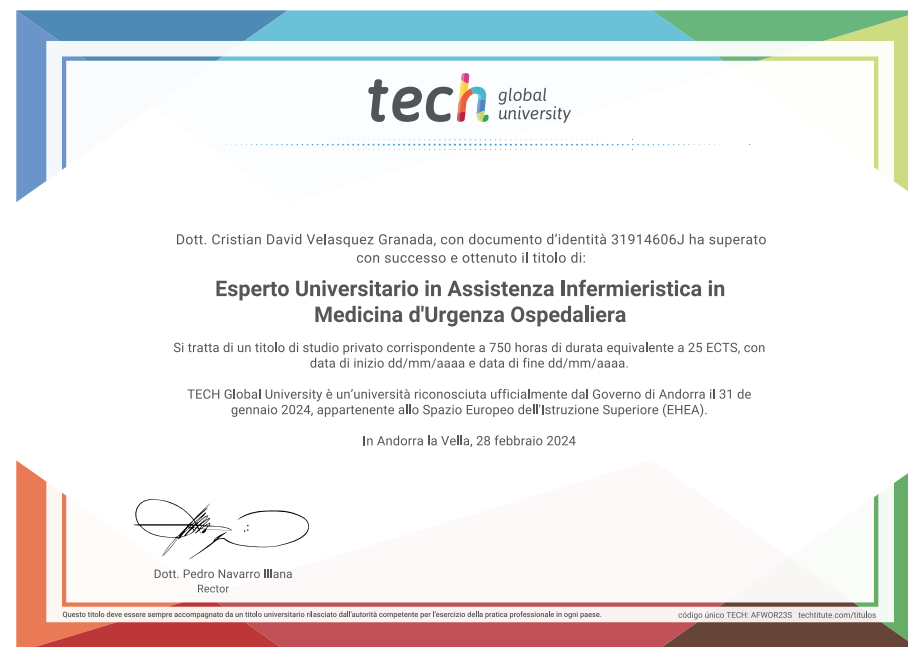 tech global university
Dott. Cristian David Velasquez Granada, con documento d'identità 31914606J ha superato
con successo e ottenuto il titolo di:
Esperto Universitario in Assistenza Infermieristica in
Medicina d'Urgenza Ospedaliera
Si tratta di un titolo di studio privato corrispondente a 750 horas di durata equivalente a 25 ECTS, con
data di inizio dd/mm/aaaa e data di fine dd/mm/aaaa.
TECH Global University è un'università riconosciuta ufficialmente dal Governo di Andorra il 31 de
gennaio 2024, appartenente allo Spazio Europeo dell'Istruzione Superiore (EHEA).
In Andorra la Vella, 28 febbraio 2024
Dott. Pedro Navarro Illana
Rector
Questo titolo deve essere sempre accompagnato da un titolo universitario rilasciato dall'autorità competente per l'esercizio della pratica professionale in ogni paese.
código único TECH: AFWOR23S techtitute.com/titulos